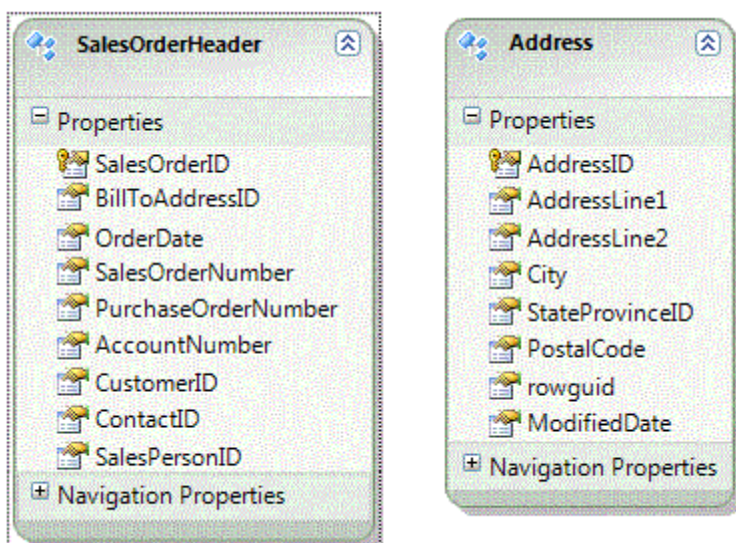 SalesOrderHeader
Properties
SalesOrderID
BillToAddressID
OrderDate
SalesOrderNumber
PurchaseOrderNumber
AccountNumber
CustomerID
ContactID
SalesPersonID
Navigation Properties
Address
Properties
AddressID
AddressLine1
AddressLine2
City
StateProvinceID
PostalCode
rowguid
ModifiedDate
Navigation Properties